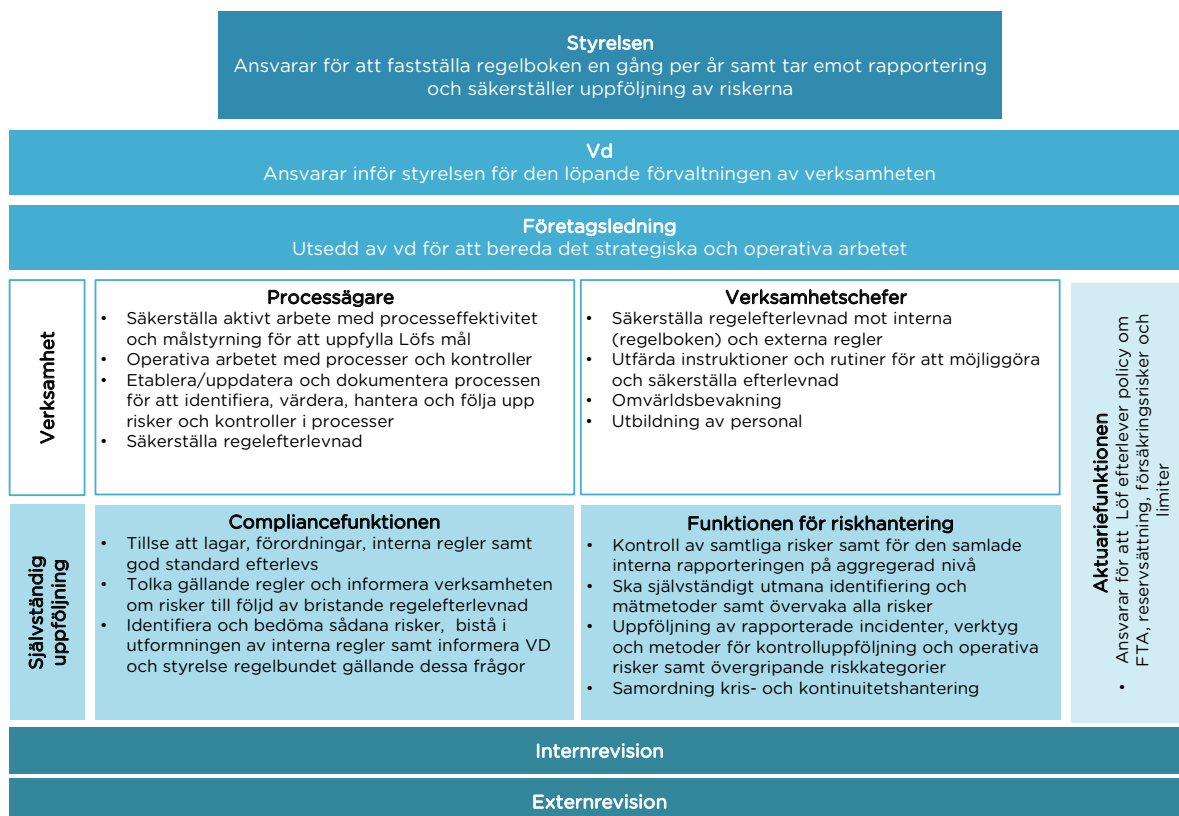 Styrelsen
Ansvarar för att fastställa regelboken en gång per år samt tar emot rapportering
och säkerställer uppföljning av riskerna
Vd
Ansvarar inför styrelsen för den löpande förvaltningen av verksamheten
Företagsledning
Utsedd av vd för att bereda det strategiska och operativa arbetet
Verksamhet
Processägare
• Säkerställa aktivt arbete med processeffektivitet
och målstyrning för att uppfylla Löfs mål
• Operativa arbetet med processer och kontroller
• Etablera/uppdatera och dokumentera processen
för att identifiera, värdera, hantera och följa upp
risker och kontroller i processer
• Säkerställa regelefterlevnad
Verksamhetschefer
• Säkerställa regelefterlevnad mot interna
(regelboken) och externa regler
• Utfärda instruktioner och rutiner för att möjliggöra
och säkerställa efterlevnad
• Omvärldsbevakning
• Utbildning av personal
Självständig
uppföljning
Compliancefunktionen
• Tillse att lagar, förordningar, interna regler samt
god standard efterlevs
• Tolka gällande regler och informera verksamheten
om risker till följd av bristande regelefterlevnad
• Identifiera och bedöma sådana risker, bistå i
utformningen av interna regler samt informera VD
och styrelse regelbundet gällande dessa frågor
Funktionen för riskhantering
• Kontroll av samtliga risker samt för den samlade
interna rapporteringen på aggregerad nivå
• Ska självständigt utmana identifiering och
mätmetoder samt övervaka alla risker
• Uppföljning av rapporterade incidenter, verktyg
och metoder för kontrolluppföljning och operativa
risker samt övergripande riskkategorier
• Samordning kris- och kontinuitetshantering
Aktuariefunktionen
• Ansvarar för att Löf efterlever policy om
FTA, reservsättning, försäkringsrisker och
limiter
Internrevision
Externrevision